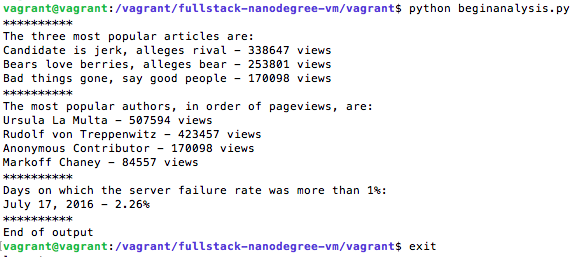 vagrant@vagrant:/vagrant/fullstack-nanodegree-vm/vagrant$ python beginanalysis.py
**********
The three most popular articles are:
Candidate is jerk, alleges rival - 338647 views
Bears love berries, alleges bear - 253801 views
Bad things gone, say good people - 170098 views
**********
The most popular authors, in order of pageviews, are:
Ursula La Multa - 507594 views
Rudolf von Treppenwitz - 423457 views
Anonymous Contributor - 170098 views
Markoff Chaney - 84557 views
**********
Days on which the server failure rate was more than 1%:
July 17, 2016 - 2.26%
**********
End of output
[vagrant@vagrant:/vagrant/fullstack-nanodegree-vm/vagrant$ exit